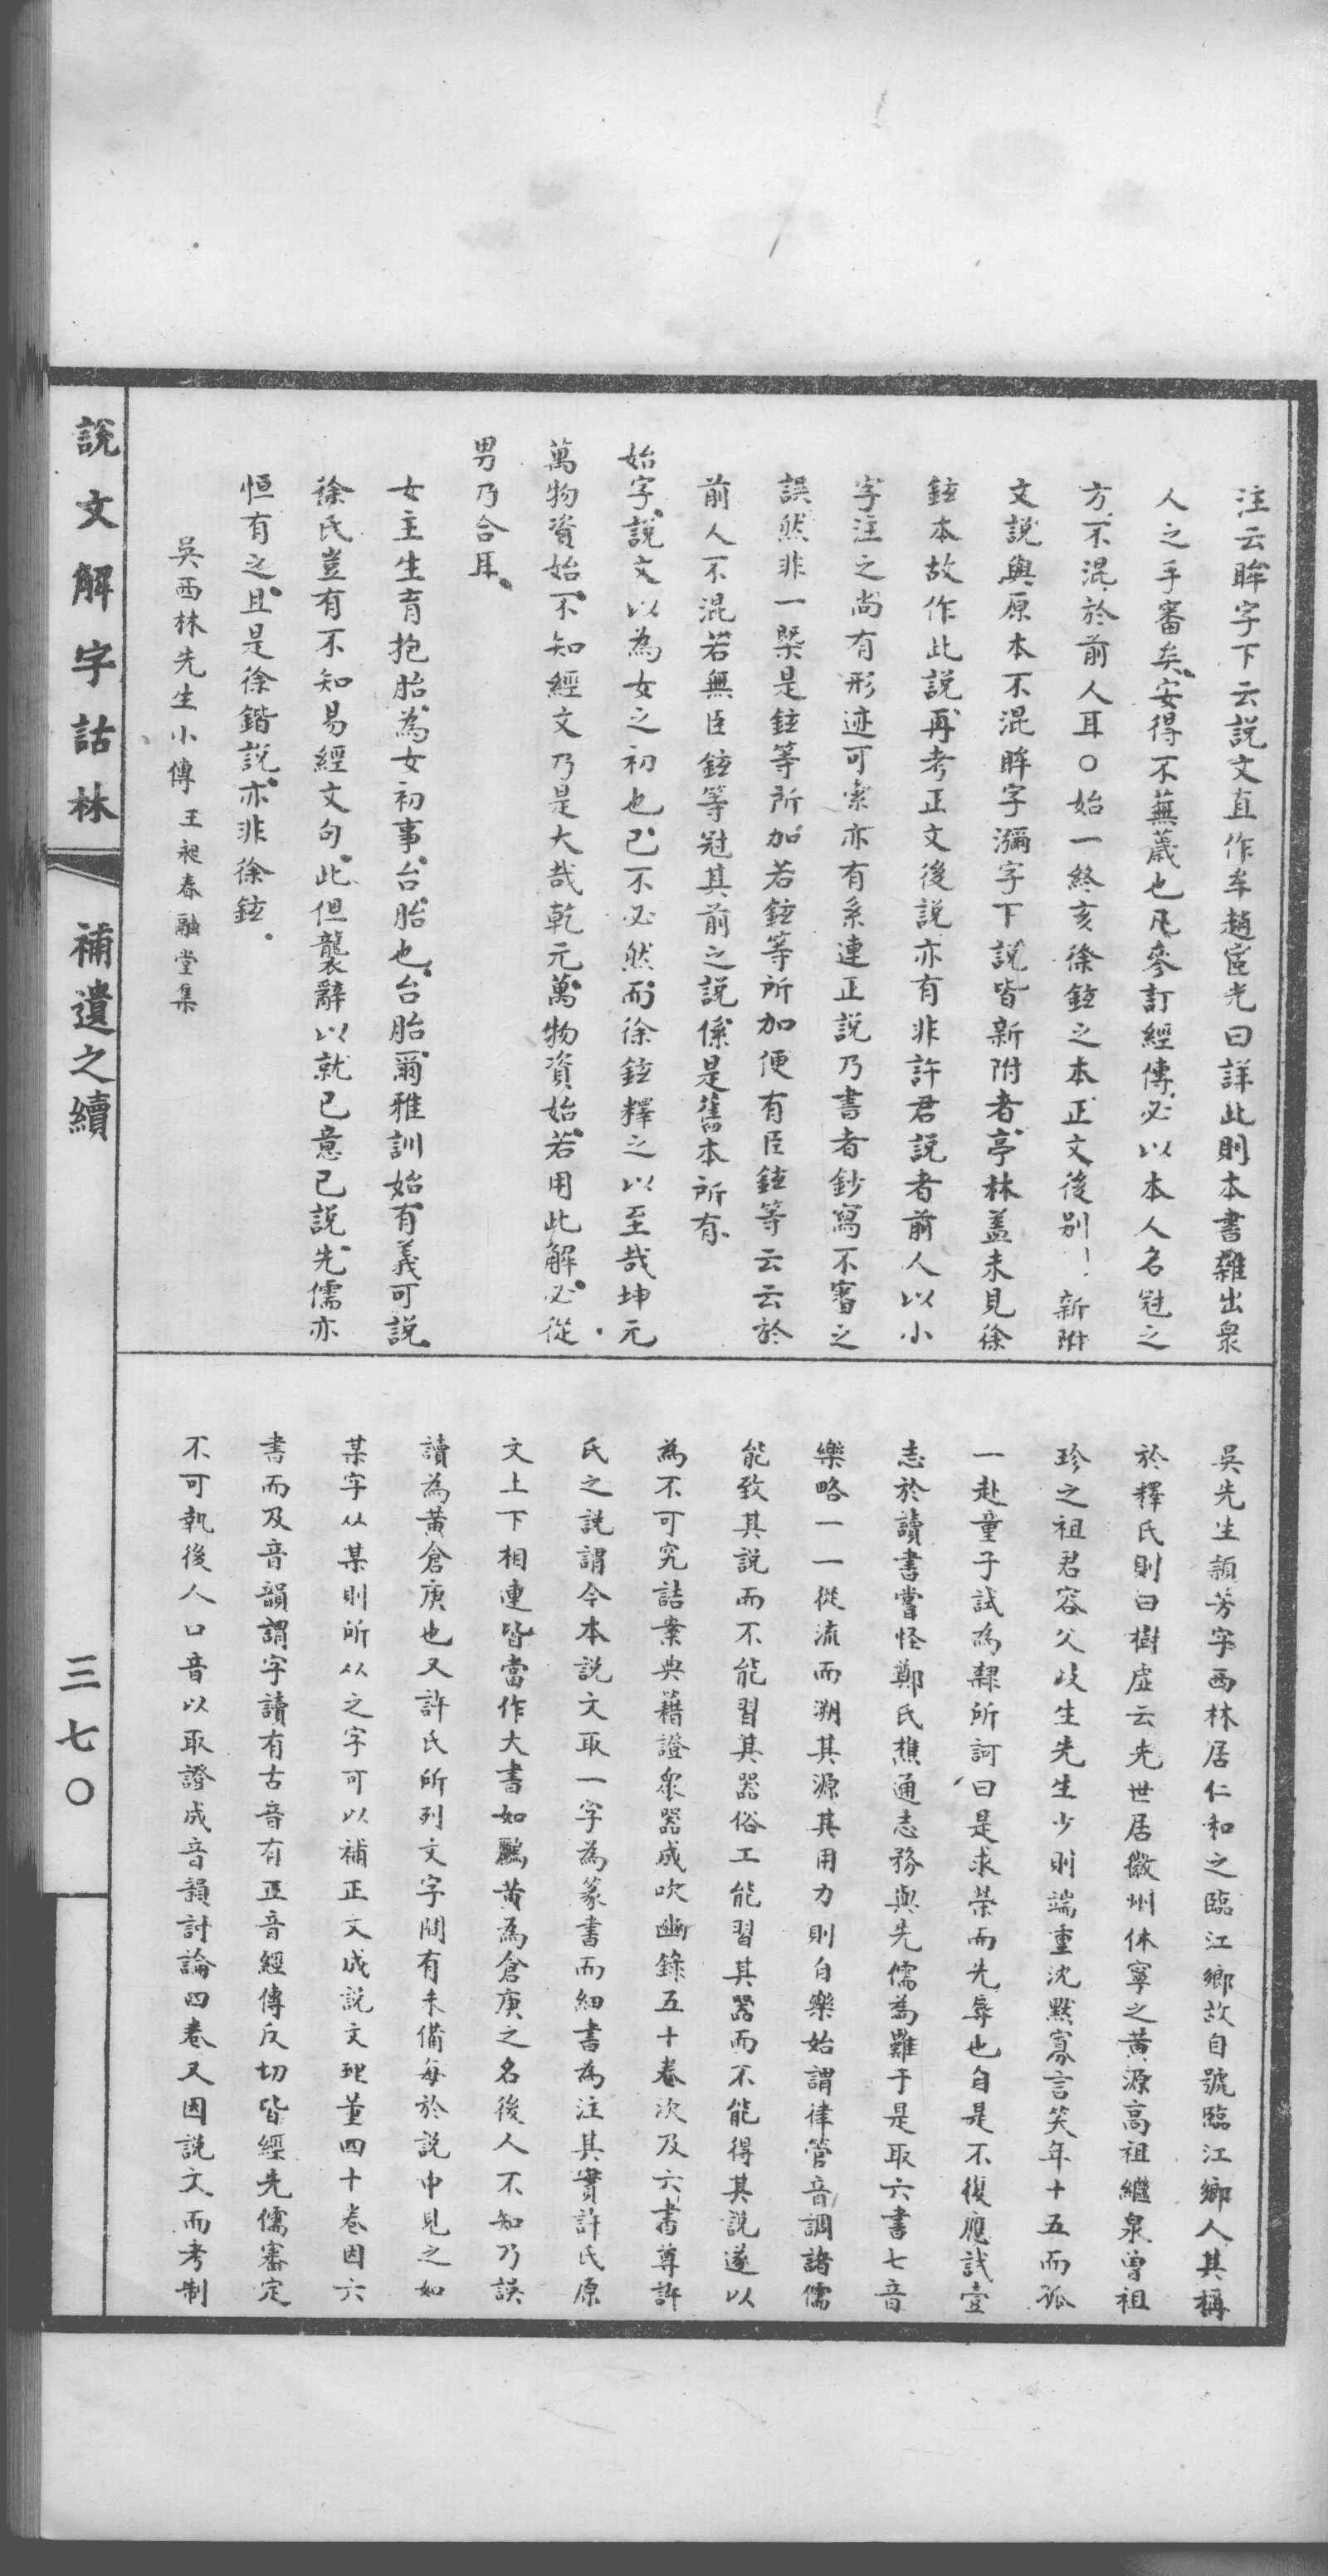 注云眸字下云説文直作牟趙宧光曰詳此則本書雜出衆
人之手審矣安得不蕪薉也凡參訂經傳必以本人名冠之
方不混於前人耳○始一終亥徐鉉之本正文後别新附
文説與原本不混眸字瀰字下説皆新附者亭林盖未見徐
鉉本故作此説再考正文後説亦有非許君説者前人以小
字注之尚有形迹可索亦有系連正説乃書者鈔寫不審之
誤然非一槩是鉉等所加若鉉等所加便有臣鉉等云云於
前人不混若無臣鉉等冠其前之説係是舊本所有
始字説文以為女之初也已不必然而徐鉉釋之以至哉坤元
萬物資始不知經文乃是大哉乾元萬物資始若用此解必從
男乃合耳
女主生育抱胎為女初事台胎也台胎爾雅訓始有義可説
徐氏豈有不知易經文句此但襲辭以就己意己説先儒亦
恒有之且是徐鍇説亦非徐鉉
吳西林先生小傳 王昶春融堂集
吳先生穎芳字西林居仁和之臨江鄉故自號臨江鄉人其稱
於釋氏則曰樹虛云先世居徽州休寧之黃源高祖繼泉曾祖
珍之祖君容父岐生先生少則端重沈默寡言笑年十五而孤
一赴童子試為隸所訶曰是求榮而先辱也自是不復應試壹
志於讀書嘗怪鄭氏樵通志務與先儒為難于是取六書七音
樂略一一從流而溯其源其用力則自樂始謂律管音調諸儒
能致其説而不能習其器俗工能習其器而不能得其説遂以
為不可究詰案典籍證衆器成吹豳錄五十卷次及六書尊許
氏之説謂今本説文取一字為篆書而細書為注其實許氏原
文上下相連皆當作大書如鸝黃為倉庚之名後人不知乃誤
讀為黃倉庚也又許氏所列文字間有未備每於説中見之如
某字从某則所从之字可以補正文成説文理董四十卷因六
書而及音韻謂字讀有古音有正音經傳反切皆經先儒審定
不可執後人口音以取證成音韻討論四卷又因説文而考制
説文解字詁林 補遺之續
三七〇